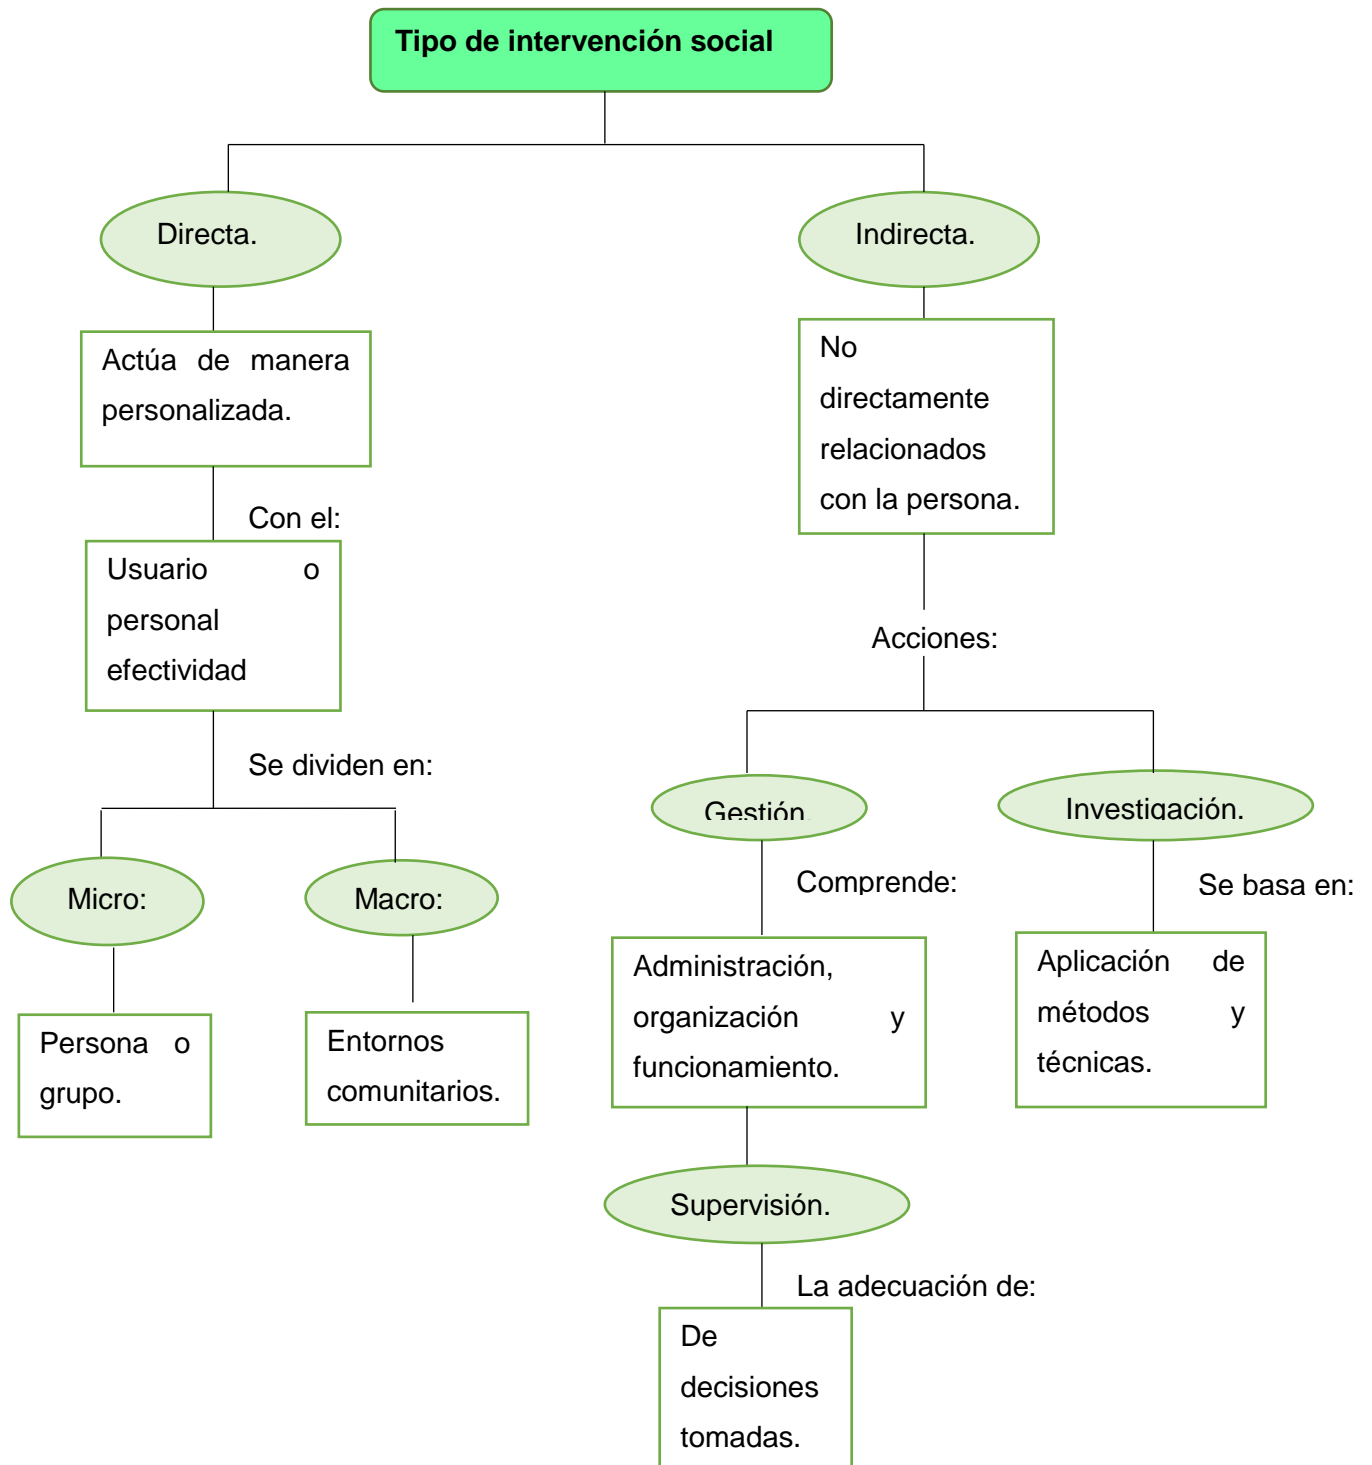 Tipo de intervención social
Directa.
Indirecta.
Actúa de manera
personalizada.
No
directamente
relacionados
con la persona.
Con el:
Usuario o
personal
efectividad
Acciones:
Se dividen en:
Gestión.
Investigación.
Micro:
Macro:
Comprende:
Se basa en:
Persona o
grupo.
Entornos
comunitarios.
Administración,
organización y
funcionamiento.
Aplicación de
métodos y
técnicas.
Supervisión.
La adecuación de:
De
decisiones
tomadas.